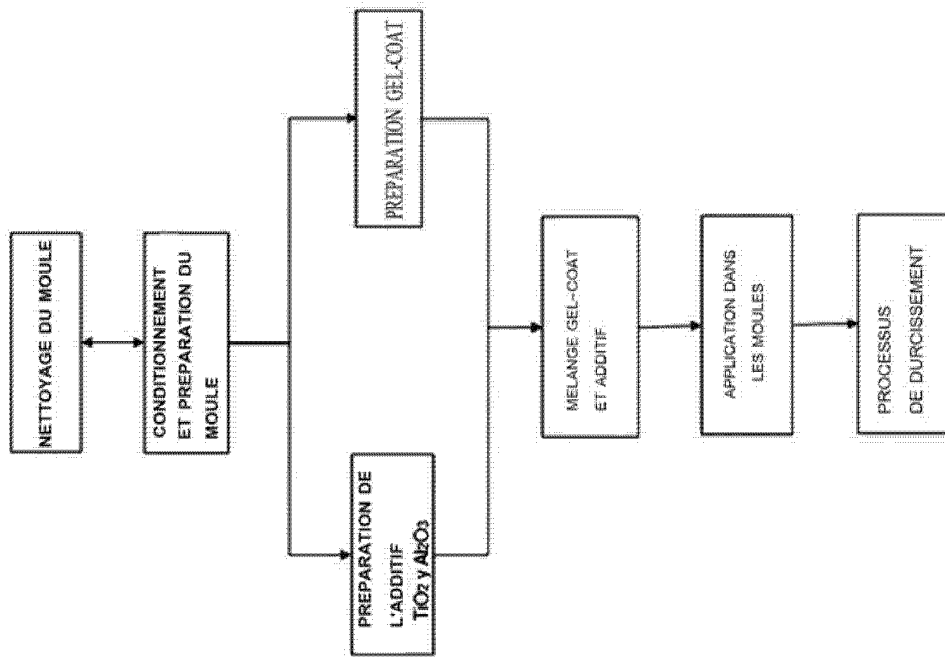 NETTOYAGE DU MOULE
CONDITIONNEMENT
ET PREPARATION DU
MOULE
PREPARATION DE
L'ADDITIF
TiO2 y Al2O3
PREPARATION GEL-COAT
MELANGE GEL-COAT
ET ADDITIF
APPLICATION DANS
LES MOULES
PROCESSUS
DE DURCISSEMENT